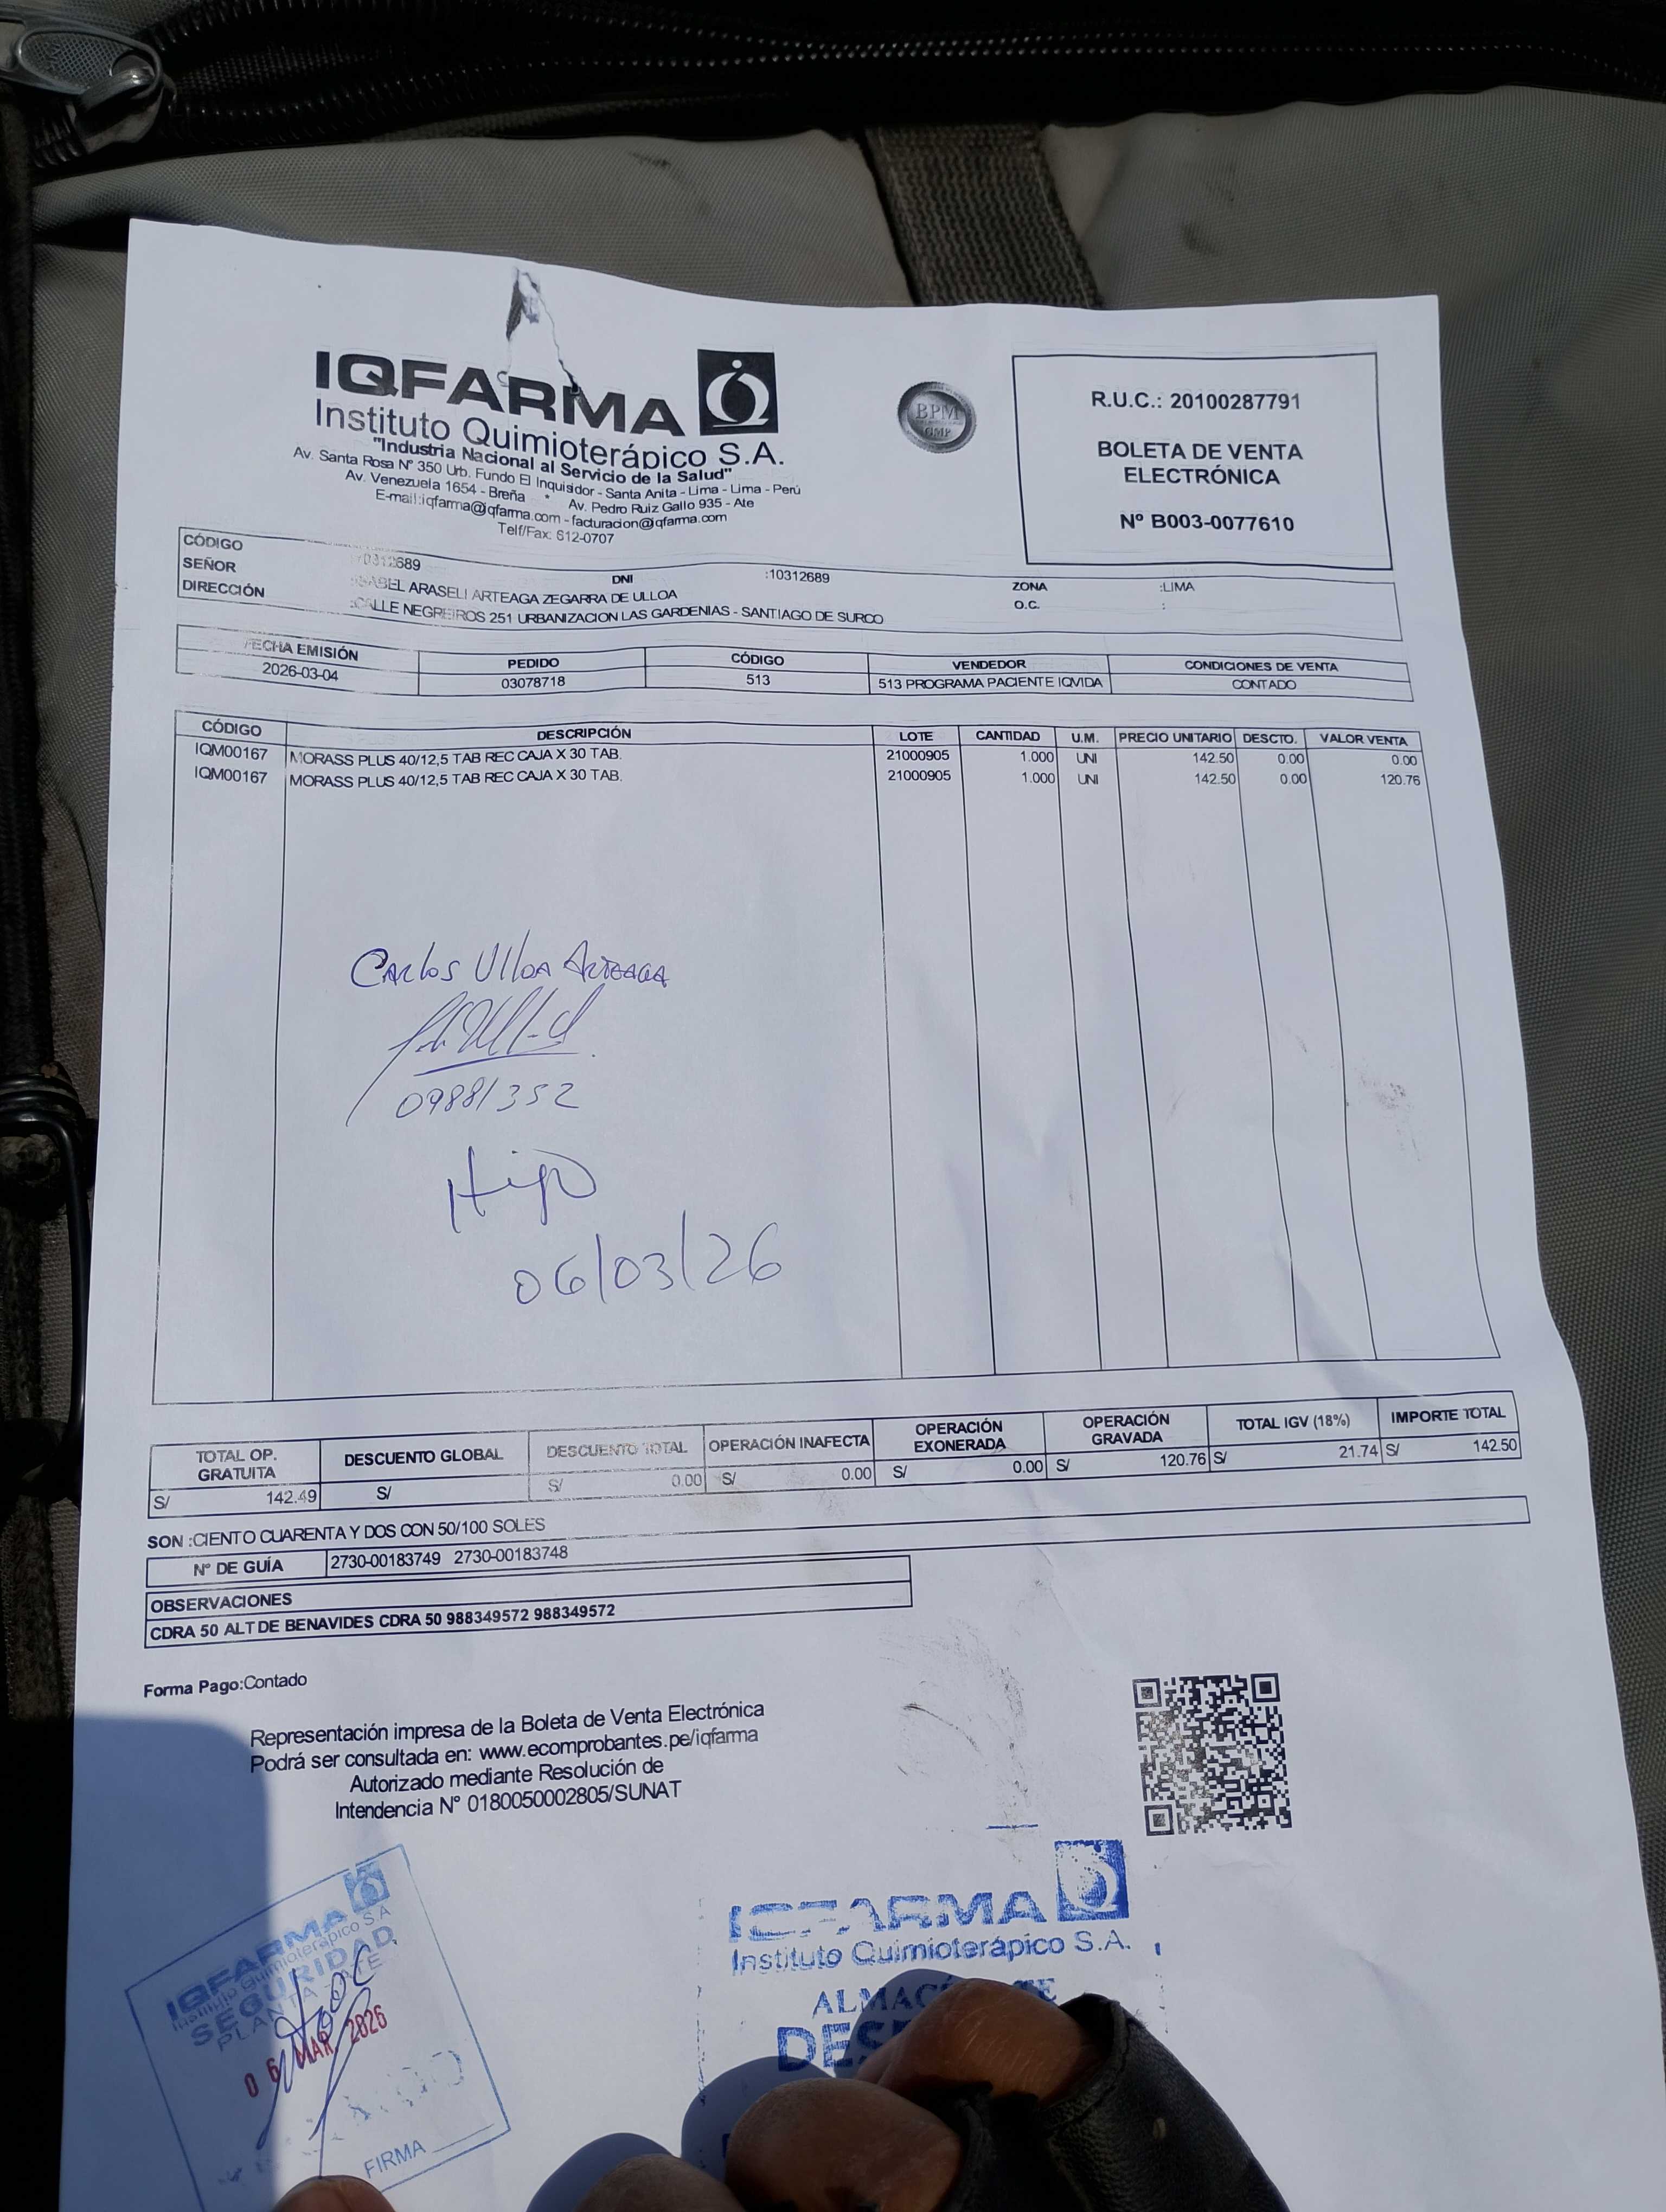 IQFARMA
Instituto Quimioterápico S.A.
"Industria Nacional al Servicio de la Salud"
Av. Santa Rosa N° 350 Urb. Fundo El Inquisidor - Santa Anita - Lima - Lima - Perú
Av. Venezuela 1654 - Breña * Av. Pedro Ruiz Gallo 935 - Ate
E-mail:iqfarma@iqfarma.com - facturacion@iqfarma.com
Telf/Fax: 612-0707
BPM
GMP
R.U.C.: 20100287791
BOLETA DE VENTA
ELECTRÓNICA
N° B003-0077610
CÓDIGO 10312689 DNI :10312689 ZONA :LIMA
SEÑOR ARASELI ARTEAGA ZEGARRA DE ULLOA O.C. :
DIRECCIÓN :CALLE NEGREIROS 251 URBANIZACION LAS GARDENIAS - SANTIAGO DE SURCO
FECHA EMISIÓN PEDIDO CÓDIGO VENDEDOR CONDICIONES DE VENTA
2026-03-04 03078718 513 513 PROGRAMA PACIENTE IQVIDA CONTADO
CÓDIGO DESCRIPCIÓN LOTE CANTIDAD U.M. PRECIO UNITARIO DESCTO. VALOR VENTA
IQM00167 MORASS PLUS 40/12,5 TAB REC CAJA X 30 TAB. 21000905 1.000 UNI 142.50 0.00 0.00
IQM00167 MORASS PLUS 40/12,5 TAB REC CAJA X 30 TAB. 21000905 1.000 UNI 142.50 0.00 120.76
Carlos Ulloa Arteaga
09881352
Hijo
06/03/26
TOTAL OP. GRATUITA DESCUENTO GLOBAL DESCUENTO TOTAL OPERACIÓN INAFECTA OPERACIÓN EXONERADA OPERACIÓN GRAVADA TOTAL IGV (18%) IMPORTE TOTAL
S/ 142.49 S/ S/ 0.00 S/ 0.00 S/ 0.00 S/ 120.76 S/ 21.74 S/ 142.50
SON :CIENTO CUARENTA Y DOS CON 50/100 SOLES
N° DE GUÍA 2730-00183749 2730-00183748
OBSERVACIONES
CDRA 50 ALT DE BENAVIDES CDRA 50 988349572 988349572
Forma Pago:Contado
Representación impresa de la Boleta de Venta Electrónica
Podrá ser consultada en: www.ecomprobantes.pe/iqfarma
Autorizado mediante Resolución de
Intendencia N° 0180050002805/SUNAT
IQFARMA
Instituto Quimioterápico S.A
SEGURIDAD
PLANTA ATE
06 MAR 2026
FIRMA
IQFARMA
Instituto Quimioterápico S.A.